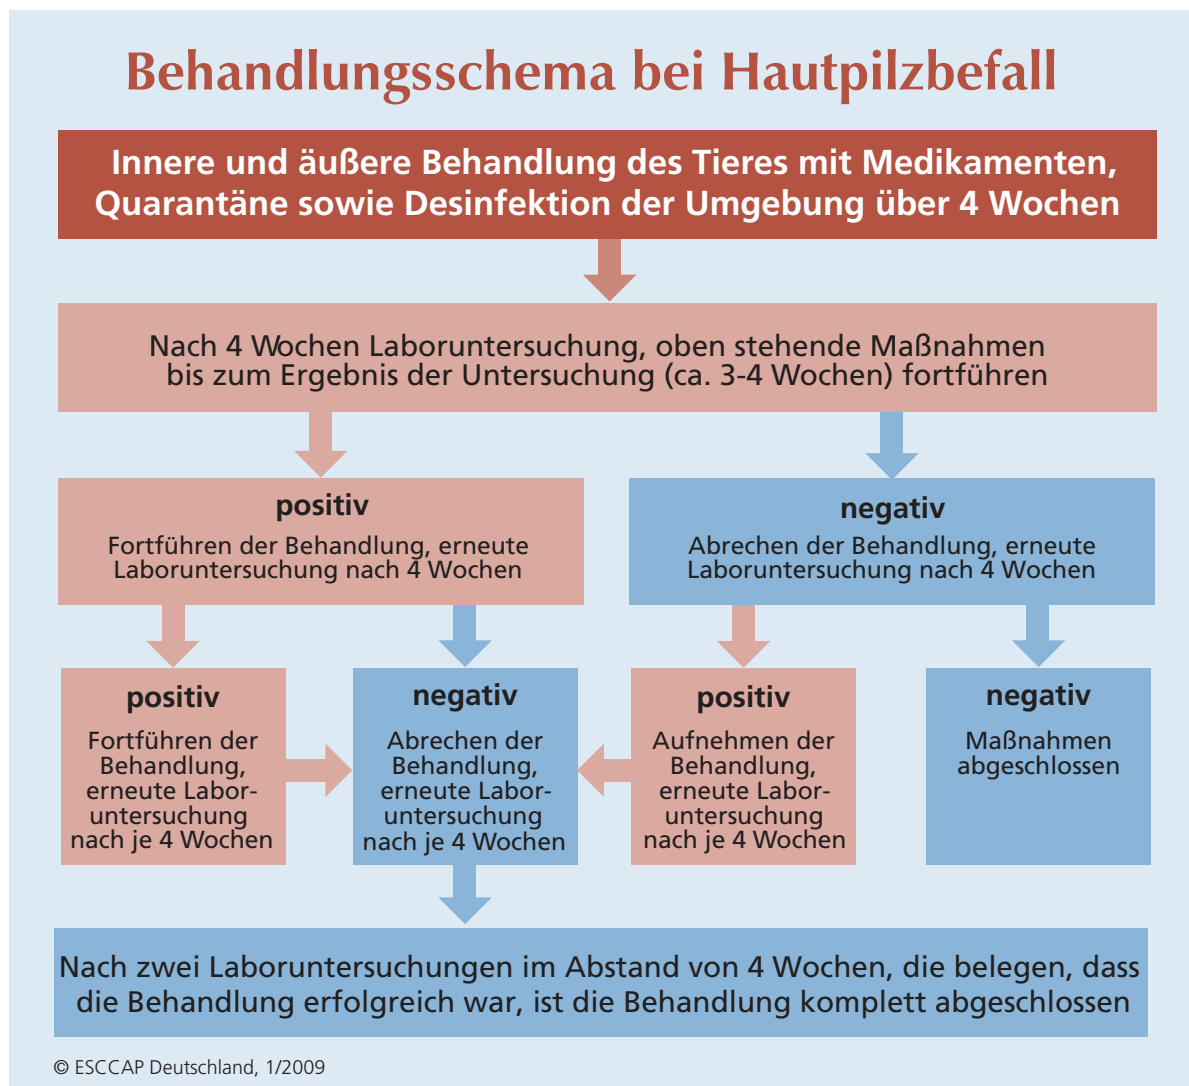 Behandlungsschema bei Hautpilzbefall
Innere und äußere Behandlung des Tieres mit Medikamenten,
Quarantäne sowie Desinfektion der Umgebung über 4 Wochen
Nach 4 Wochen Laboruntersuchung, oben stehende Maßnahmen
bis zum Ergebnis der Untersuchung (ca. 3-4 Wochen) fortführen
positiv
Fortführen der Behandlung, erneute
Laboruntersuchung nach 4 Wochen
negativ
Abrechen der Behandlung, erneute
Laboruntersuchung nach 4 Wochen
positiv
Fortführen der
Behandlung,
erneute Labor-
untersuchung
nach je 4 Wochen
negativ
Abrechen der
Behandlung,
erneute Labor-
untersuchung
nach je 4 Wochen
positiv
Aufnehmen der
Behandlung,
erneute Labor-
untersuchung
nach je 4 Wochen
negativ
Maßnahmen
abgeschlossen
Nach zwei Laboruntersuchungen im Abstand von 4 Wochen, die belegen, dass
die Behandlung erfolgreich war, ist die Behandlung komplett abgeschlossen
© ESCCAP Deutschland, 1/2009